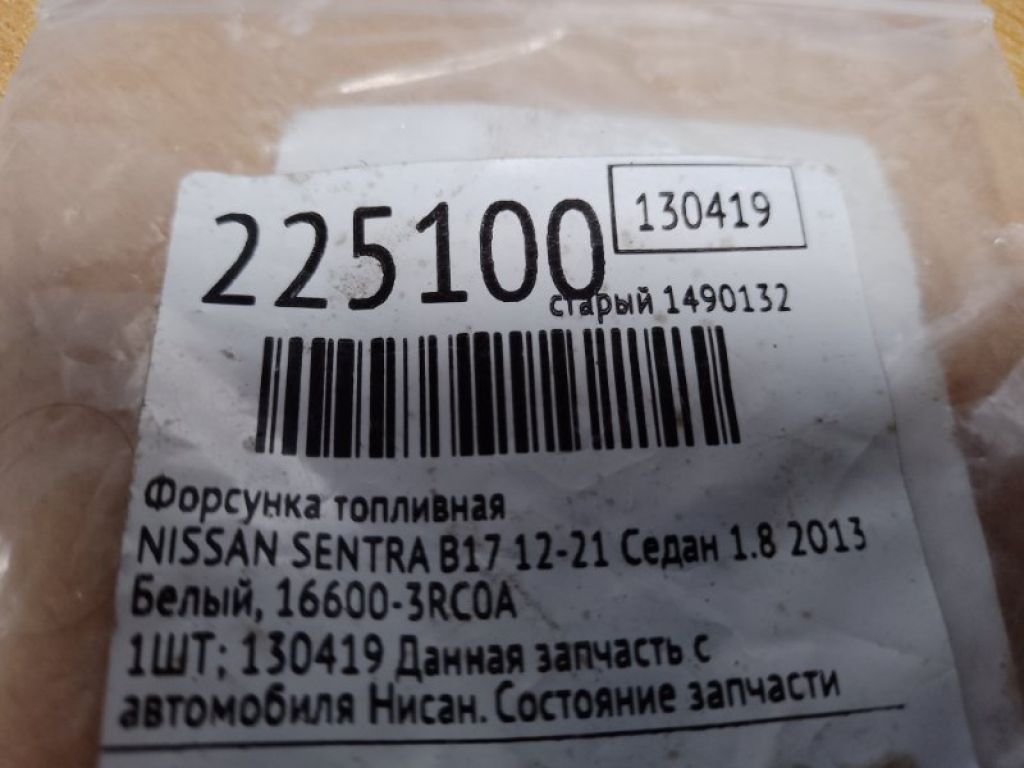 225100
130419
старый 1490132
Форсунка топливная
NISSAN SENTRA B17 12-21 Седан 1.8 2013
Белый, 16600-3RC0A
1ШТ; 130419 Данная запчасть с
автомобиля Нисан. Состояние запчасти